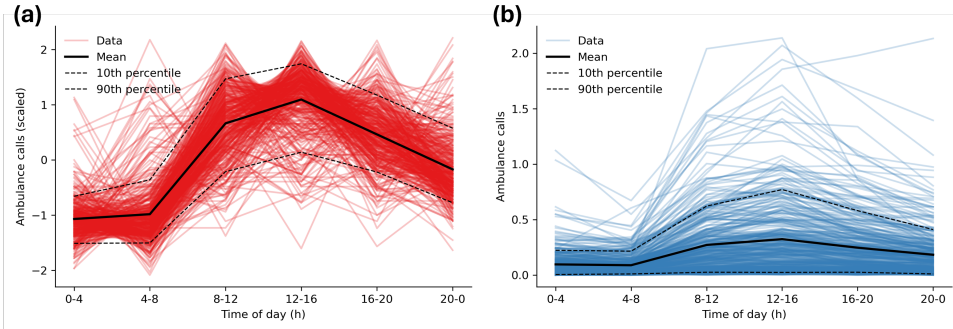 (a)
Ambulance calls (scaled)
2
1
0
−1
−2
Data
Mean
10th percentile
90th percentile
0-4
4-8
8-12
12-16
16-20
20-0
Time of day (h)
(b)
Ambulance calls
2.0
1.5
1.0
0.5
0.0
Data
Mean
10th percentile
90th percentile
0-4
4-8
8-12
12-16
16-20
20-0
Time of day (h)